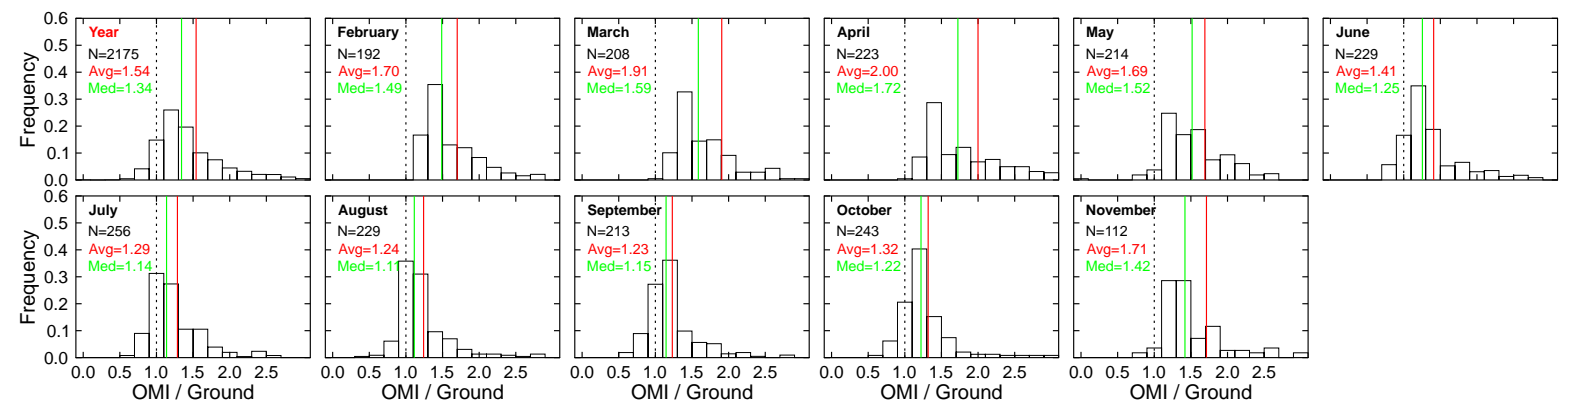 0.6
0.5
0.4
0.3
0.2
0.1
0.0
Frequency
Year
N=2175
Avg=1.54
Med=1.34
February
N=192
Avg=1.70
Med=1.49
March
N=208
Avg=1.91
Med=1.59
April
N=223
Avg=2.00
Med=1.72
May
N=214
Avg=1.69
Med=1.52
June
N=229
Avg=1.41
Med=1.25
0.6
0.5
0.4
0.3
0.2
0.1
0.0
Frequency
July
N=256
Avg=1.29
Med=1.14
August
N=229
Avg=1.24
Med=1.11
September
N=213
Avg=1.23
Med=1.15
October
N=243
Avg=1.32
Med=1.22
November
N=112
Avg=1.71
Med=1.42
0.0 0.5 1.0 1.5 2.0 2.5
0.0 0.5 1.0 1.5 2.0 2.5
0.0 0.5 1.0 1.5 2.0 2.5
0.0 0.5 1.0 1.5 2.0 2.5
0.0 0.5 1.0 1.5 2.0 2.5
OMI / Ground
OMI / Ground
OMI / Ground
OMI / Ground
OMI / Ground